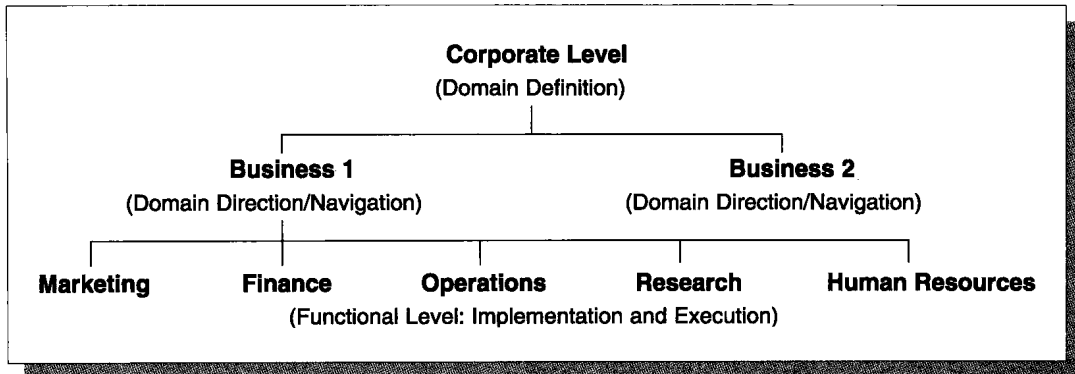 Corporate Level
(Domain Definition)
Business 1 Business 2
(Domain Direction/Navigation) (Domain Direction/Navigation)
Marketing Finance Operations Research Human Resources
(Functional Level: Implementation and Execution)